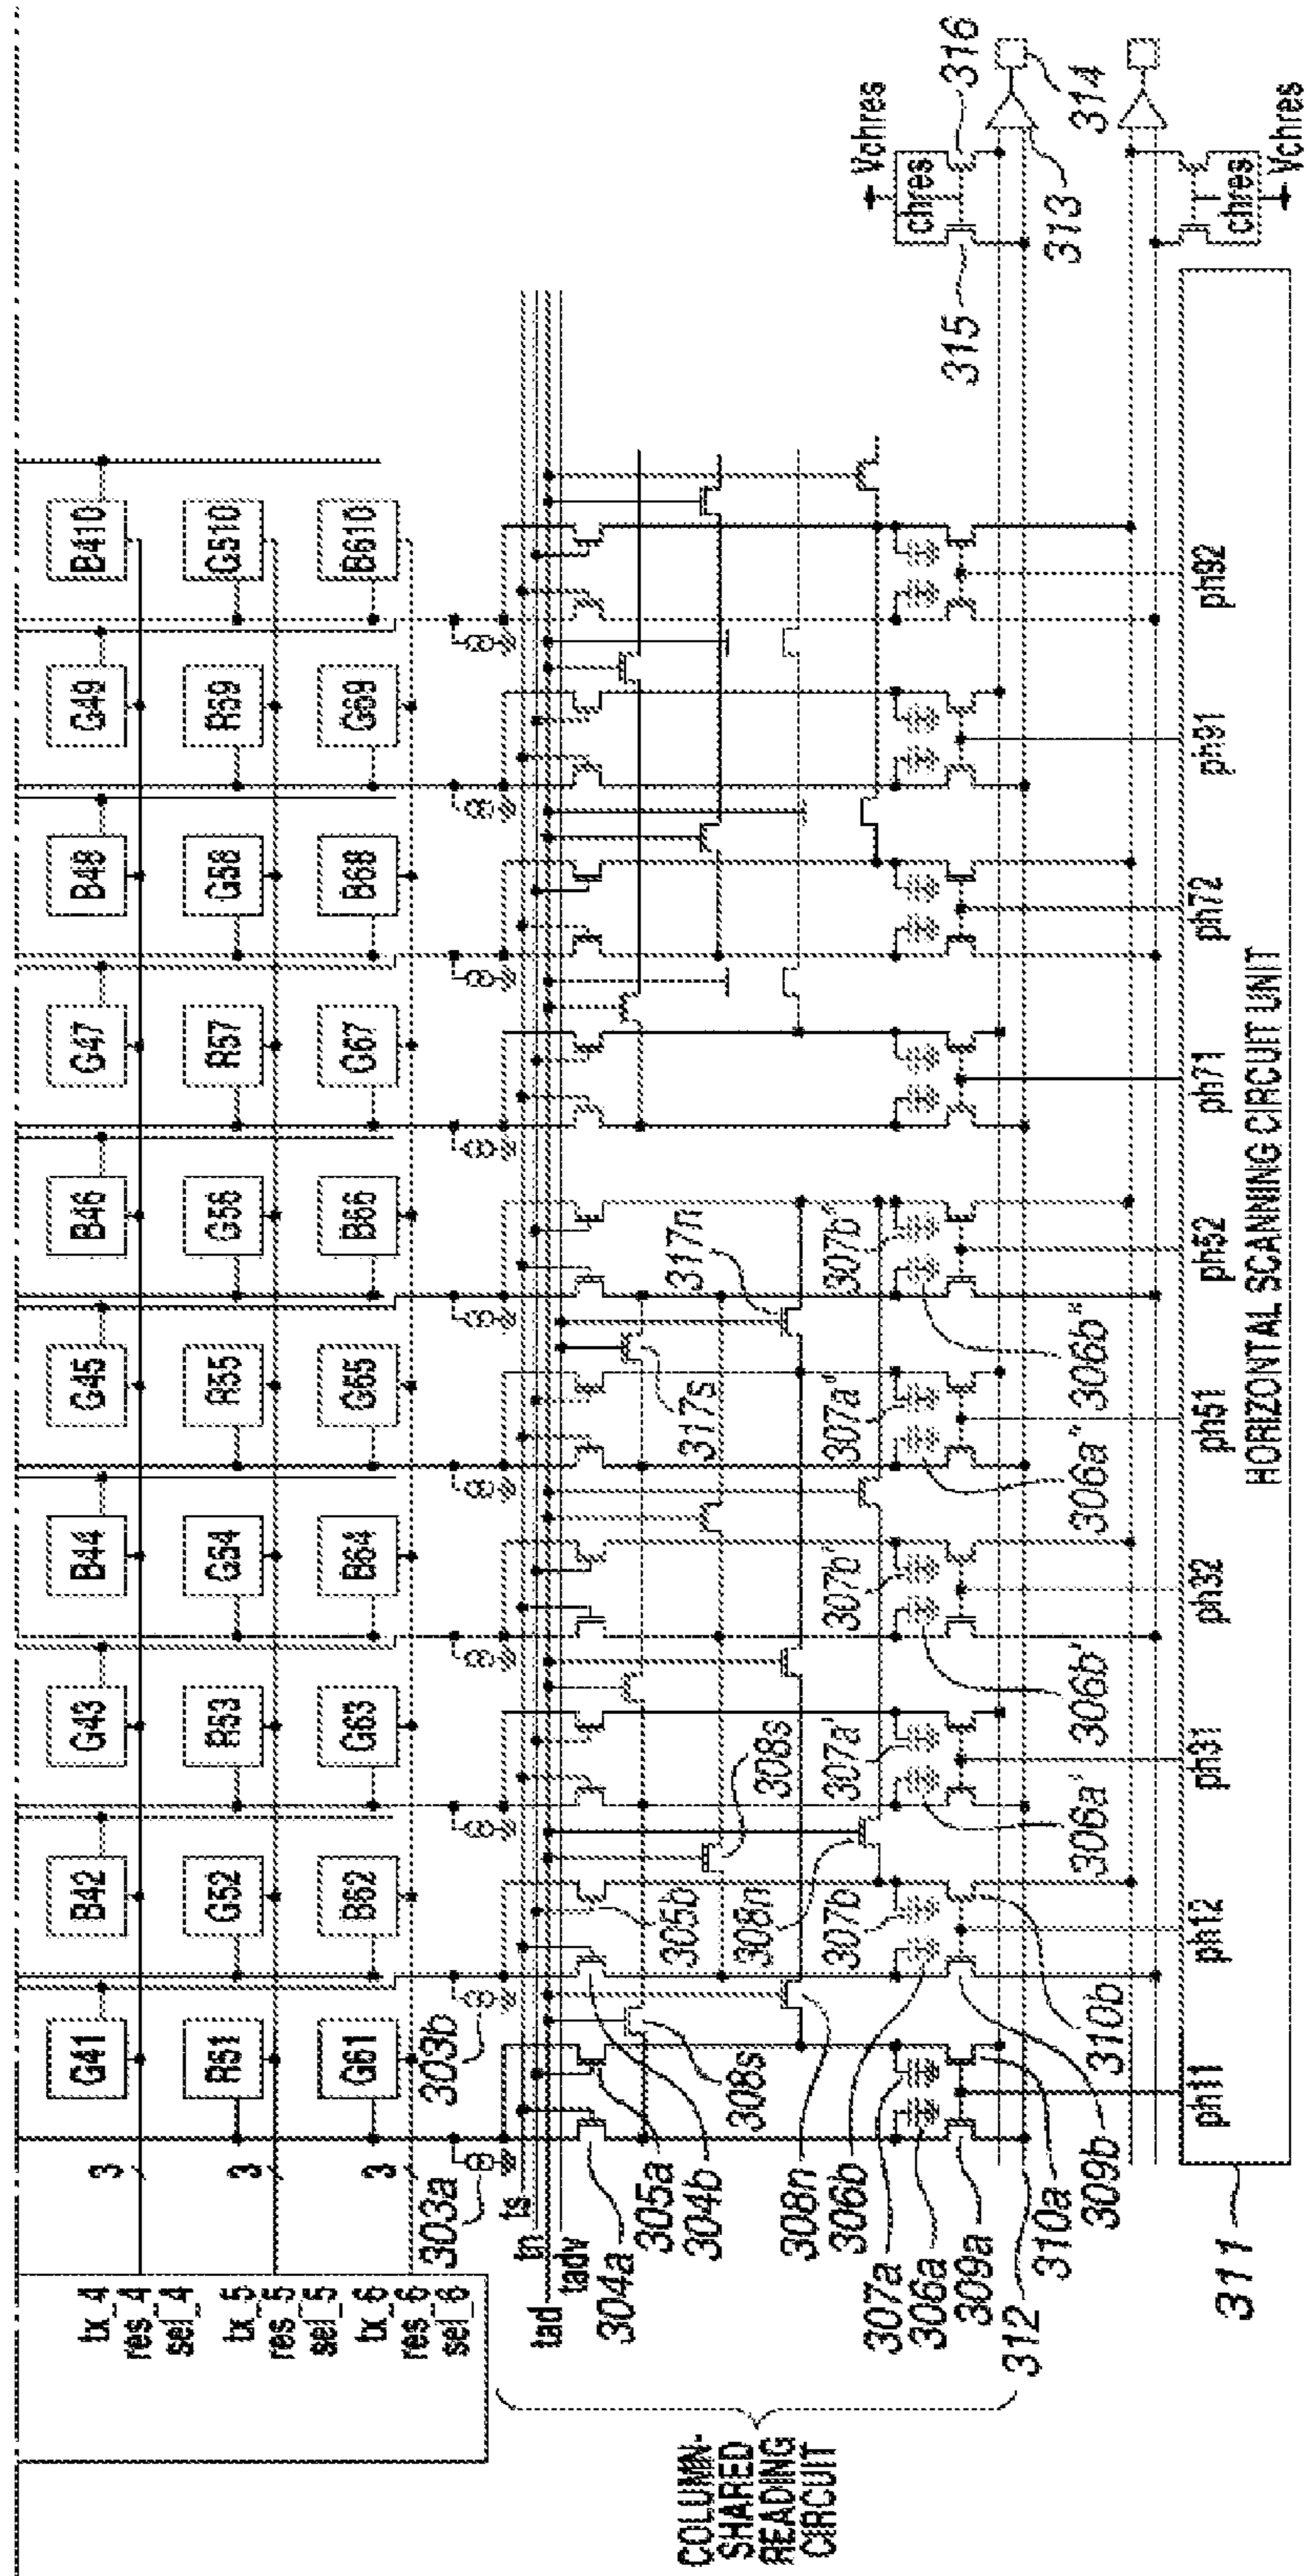 G41 B42 G43 B44 G45 B46 G47 B48 G49 B410
R51 G52 R53 G54 R55 G56 R57 G58 R59 G510
G61 B62 G63 B64 G65 B66 G67 B68 G69 B610
tx_4
res_4
sel_4
3
tx_5
res_5
sel_5
3
tx_6
res_6
sel_6
3
303a
303b
ts
tn
tad
tadv
COLUMN-
SHARED
READING
CIRCUIT
304a
305a
304b
305b
308s
308s
317s
317n
308n
308n
306b
307b
307a
306a
309a
310a
309b
310b
306a'
307a'
306b'
307b'
306a"
307a"
306b"
307b"
312
Vchres
chres
315
316
313
314
chres
Vchres
ph11 ph12 ph31 ph32 ph51 ph52 ph71 ph72 ph91 ph92
311
HORIZONTAL SCANNING CIRCUIT UNIT